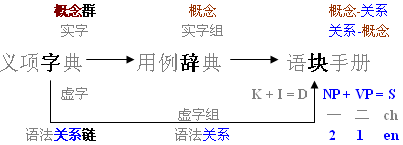 概念群 概念 概念-关系
实字 实字组 关系-概念
义项字典 用例辞典 语块手册
虚字 K + I = D NP + VP = S
虚字组 一 二 ch
语法关系链 语法关系 2 1 en